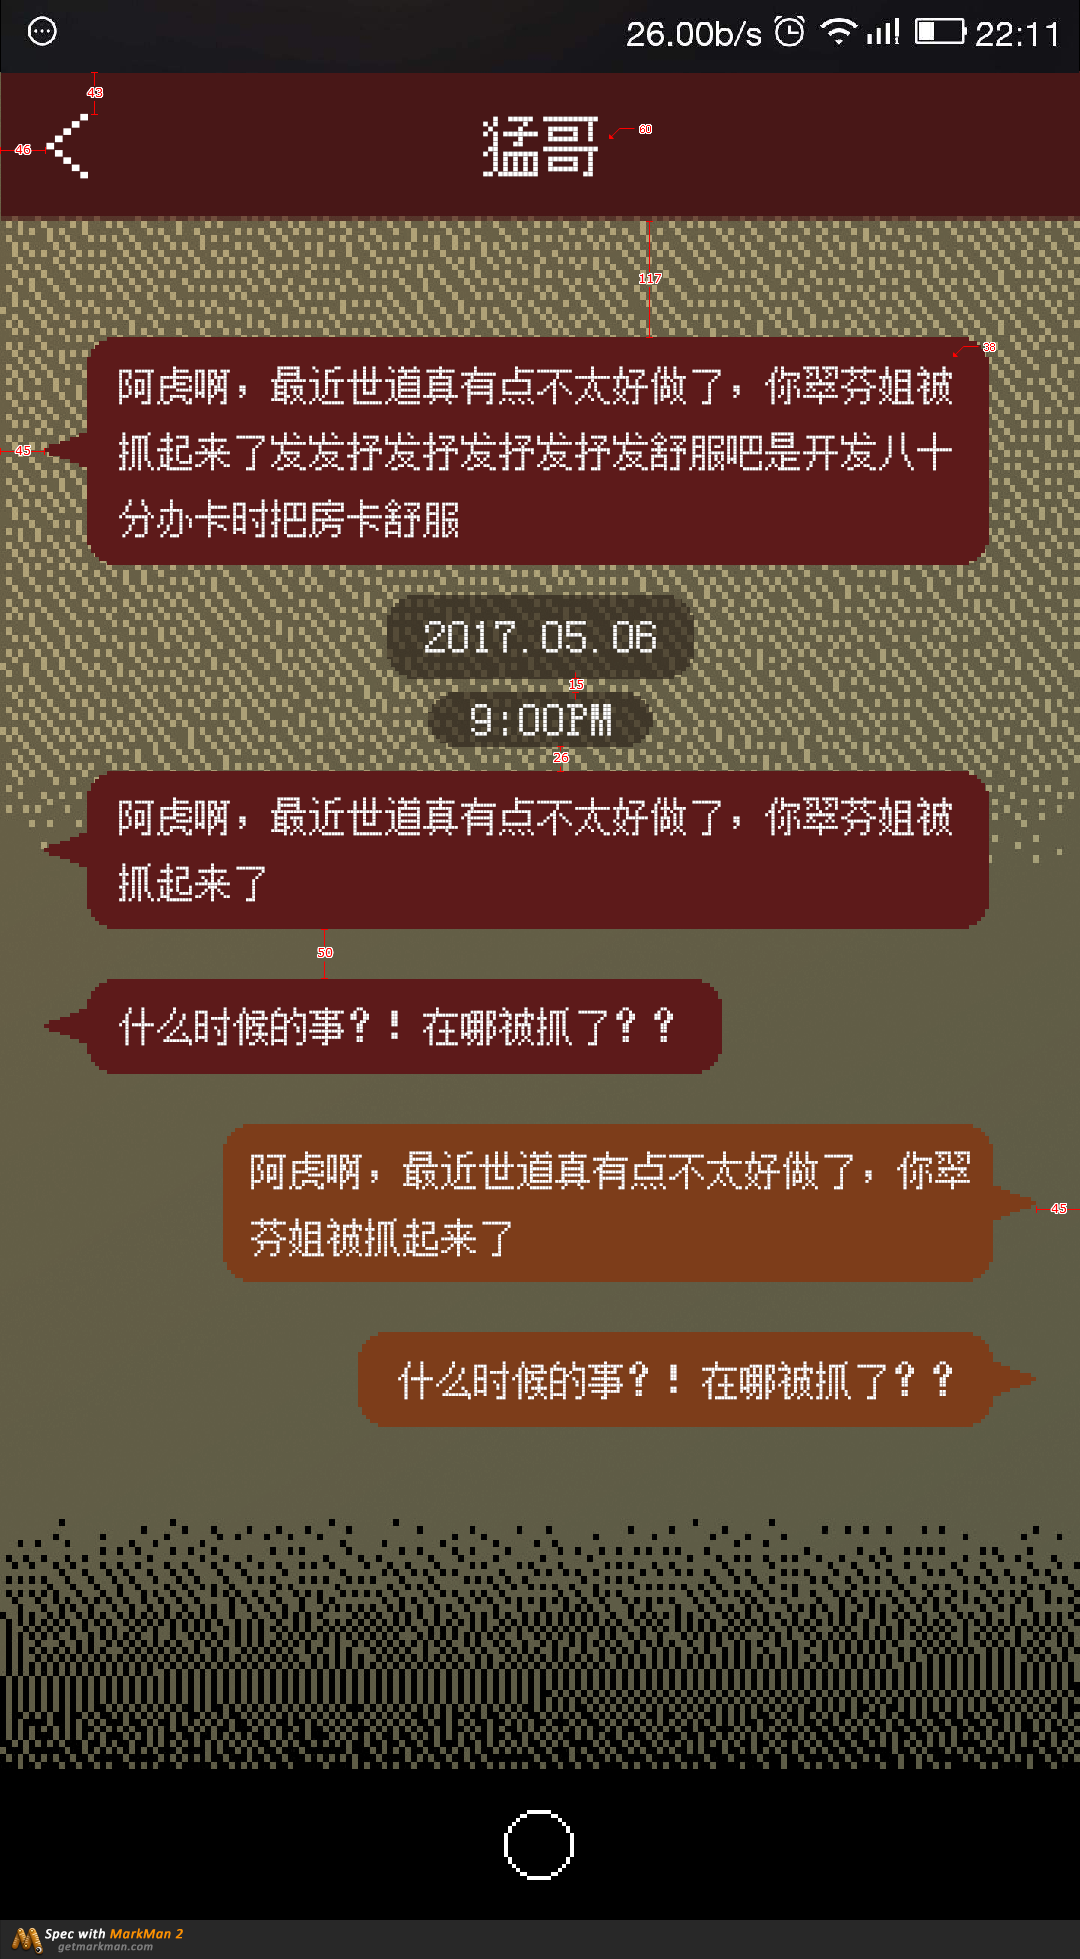 26.00b/s 22:11
43
46
猛哥
60
117
38
阿虎啊，最近世道真有点不太好做了，你翠芬姐被
45
抓起来了发发抒发抒发抒发抒发舒服吧是开发八十
分办卡时把房卡舒服
2017.05.06
15
9:00PM
26
阿虎啊，最近世道真有点不太好做了，你翠芬姐被
抓起来了
50
什么时候的事？！在哪被抓了？？
阿虎啊，最近世道真有点不太好做了，你翠
45
芬姐被抓起来了
什么时候的事？！在哪被抓了？？
Spec with MarkMan 2
getmarkman.com